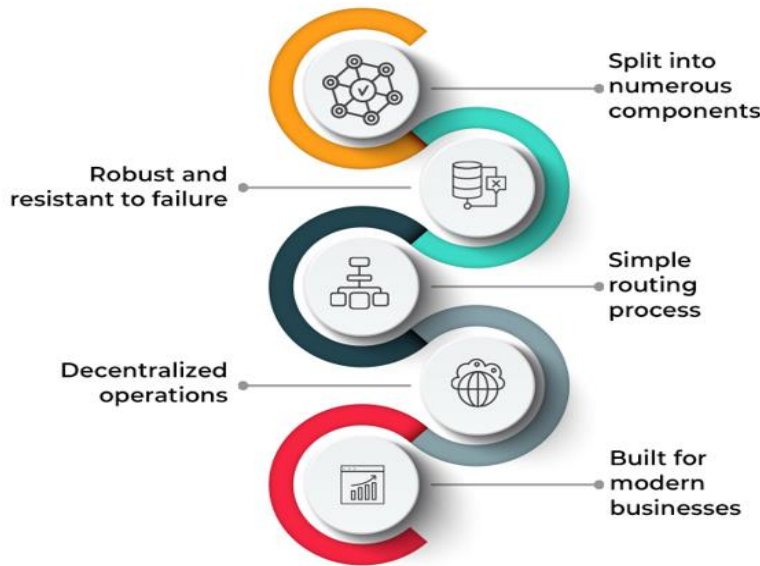 Split into
numerous
components
Robust and
resistant to failure
Simple
routing
process
Decentralized
operations
Built for
modern
businesses